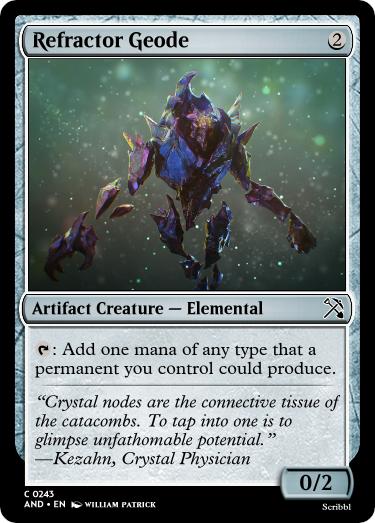 Refractor Geode 2
Artifact Creature — Elemental
: Add one mana of any type that a
permanent you control could produce.
“Crystal nodes are the connective tissue of
the catacombs. To tap into one is to
glimpse unfathomable potential.”
—Kezahn, Crystal Physician
0/2
C 0243
AND • EN WILLIAM PATRICK
Scribbl